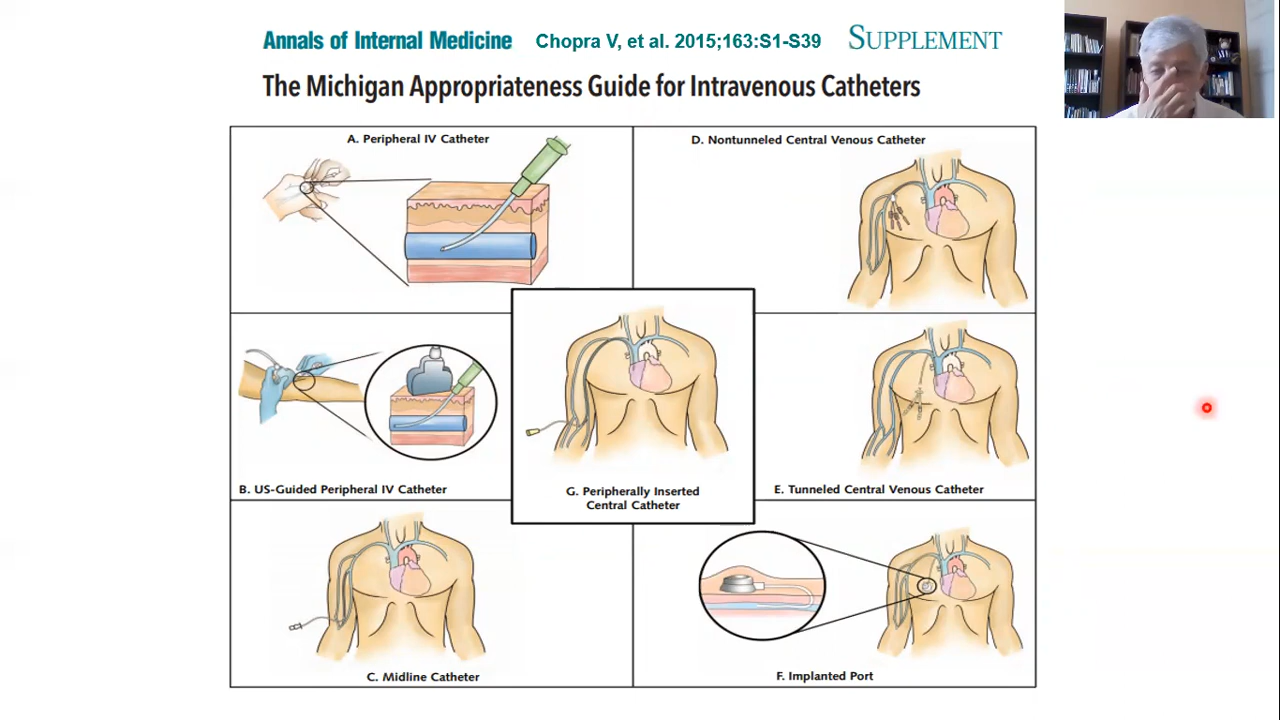 Annals of Internal Medicine Chopra V, et al. 2015;163:S1-S39 SUPPLEMENT
The Michigan Appropriateness Guide for Intravenous Catheters
A. Peripheral IV Catheter
D. Nontunneled Central Venous Catheter
B. US-Guided Peripheral IV Catheter
G. Peripherally Inserted
Central Catheter
E. Tunneled Central Venous Catheter
C. Midline Catheter
F. Implanted Port